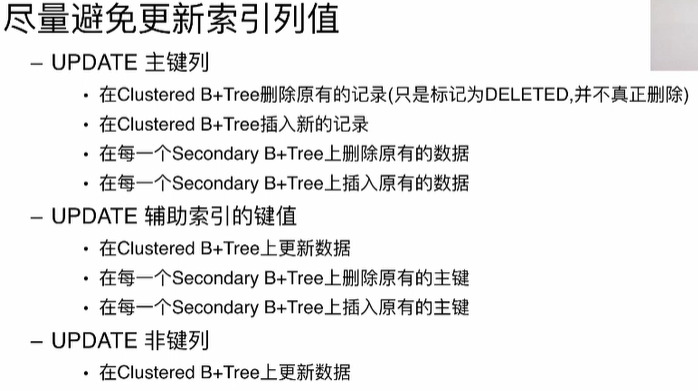 尽量避免更新索引列值
– UPDATE 主键列
• 在Clustered B+Tree删除原有的记录(只是标记为DELETED,并不真正删除)
• 在Clustered B+Tree插入新的记录
• 在每一个Secondary B+Tree上删除原有的数据
• 在每一个Secondary B+Tree上插入原有的数据
– UPDATE 辅助索引的键值
• 在Clustered B+Tree上更新数据
• 在每一个Secondary B+Tree上删除原有的主键
• 在每一个Secondary B+Tree上插入原有的主键
– UPDATE 非键列
• 在Clustered B+Tree上更新数据